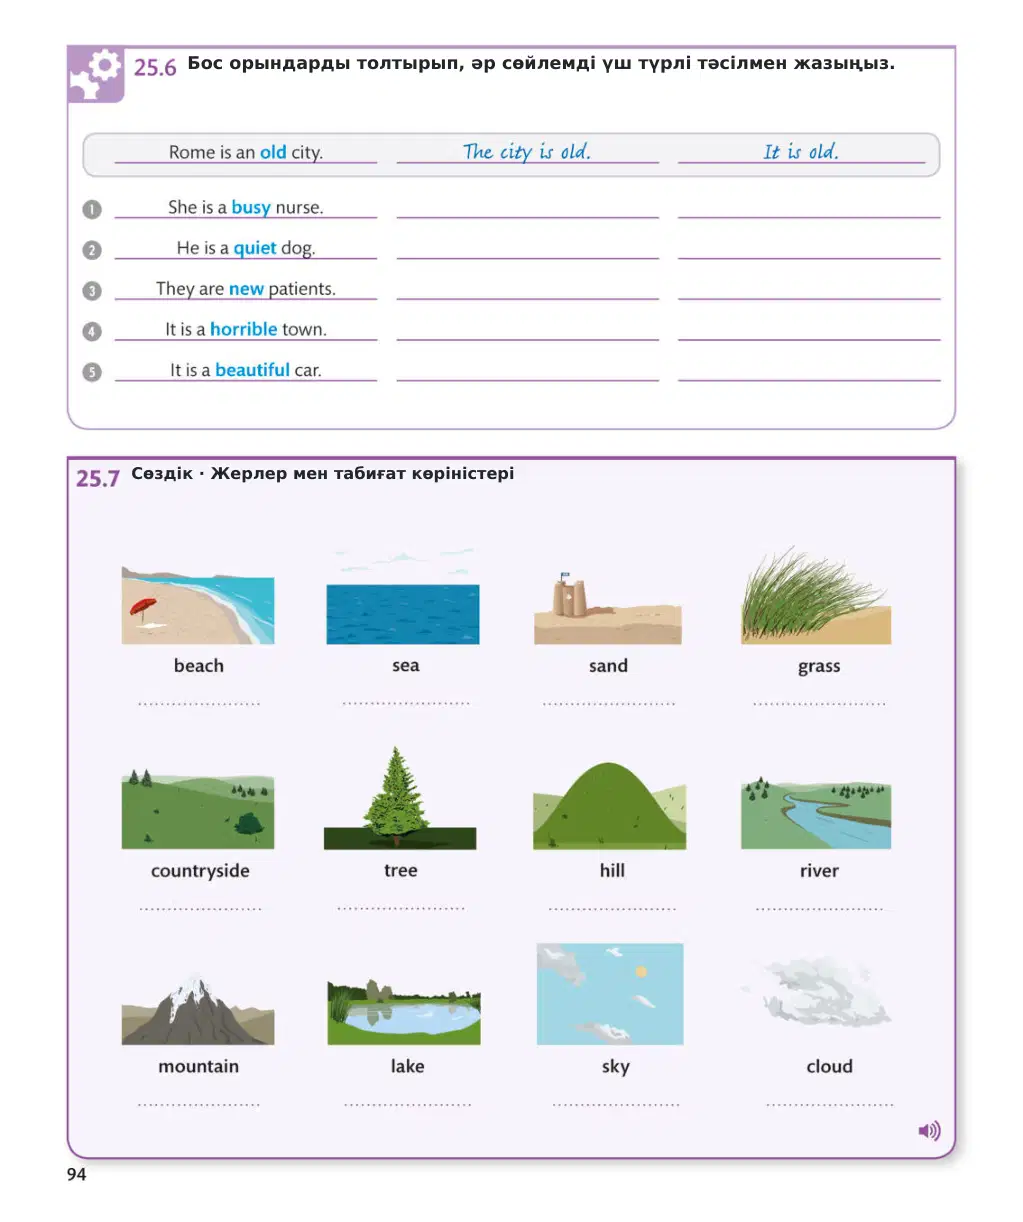 25.6 Бос орындарды толтырып, әр сөйлемді үш түрлі тәсілмен жазыңыз.
Rome is an old city. The city is old. It is old.
1 She is a busy nurse.
2 He is a quiet dog.
3 They are new patients.
4 It is a horrible town.
5 It is a beautiful car.
25.7 Сөздік · Жерлер мен табиғат көріністері
beach sea sand grass
countryside tree hill river
mountain lake sky cloud
94